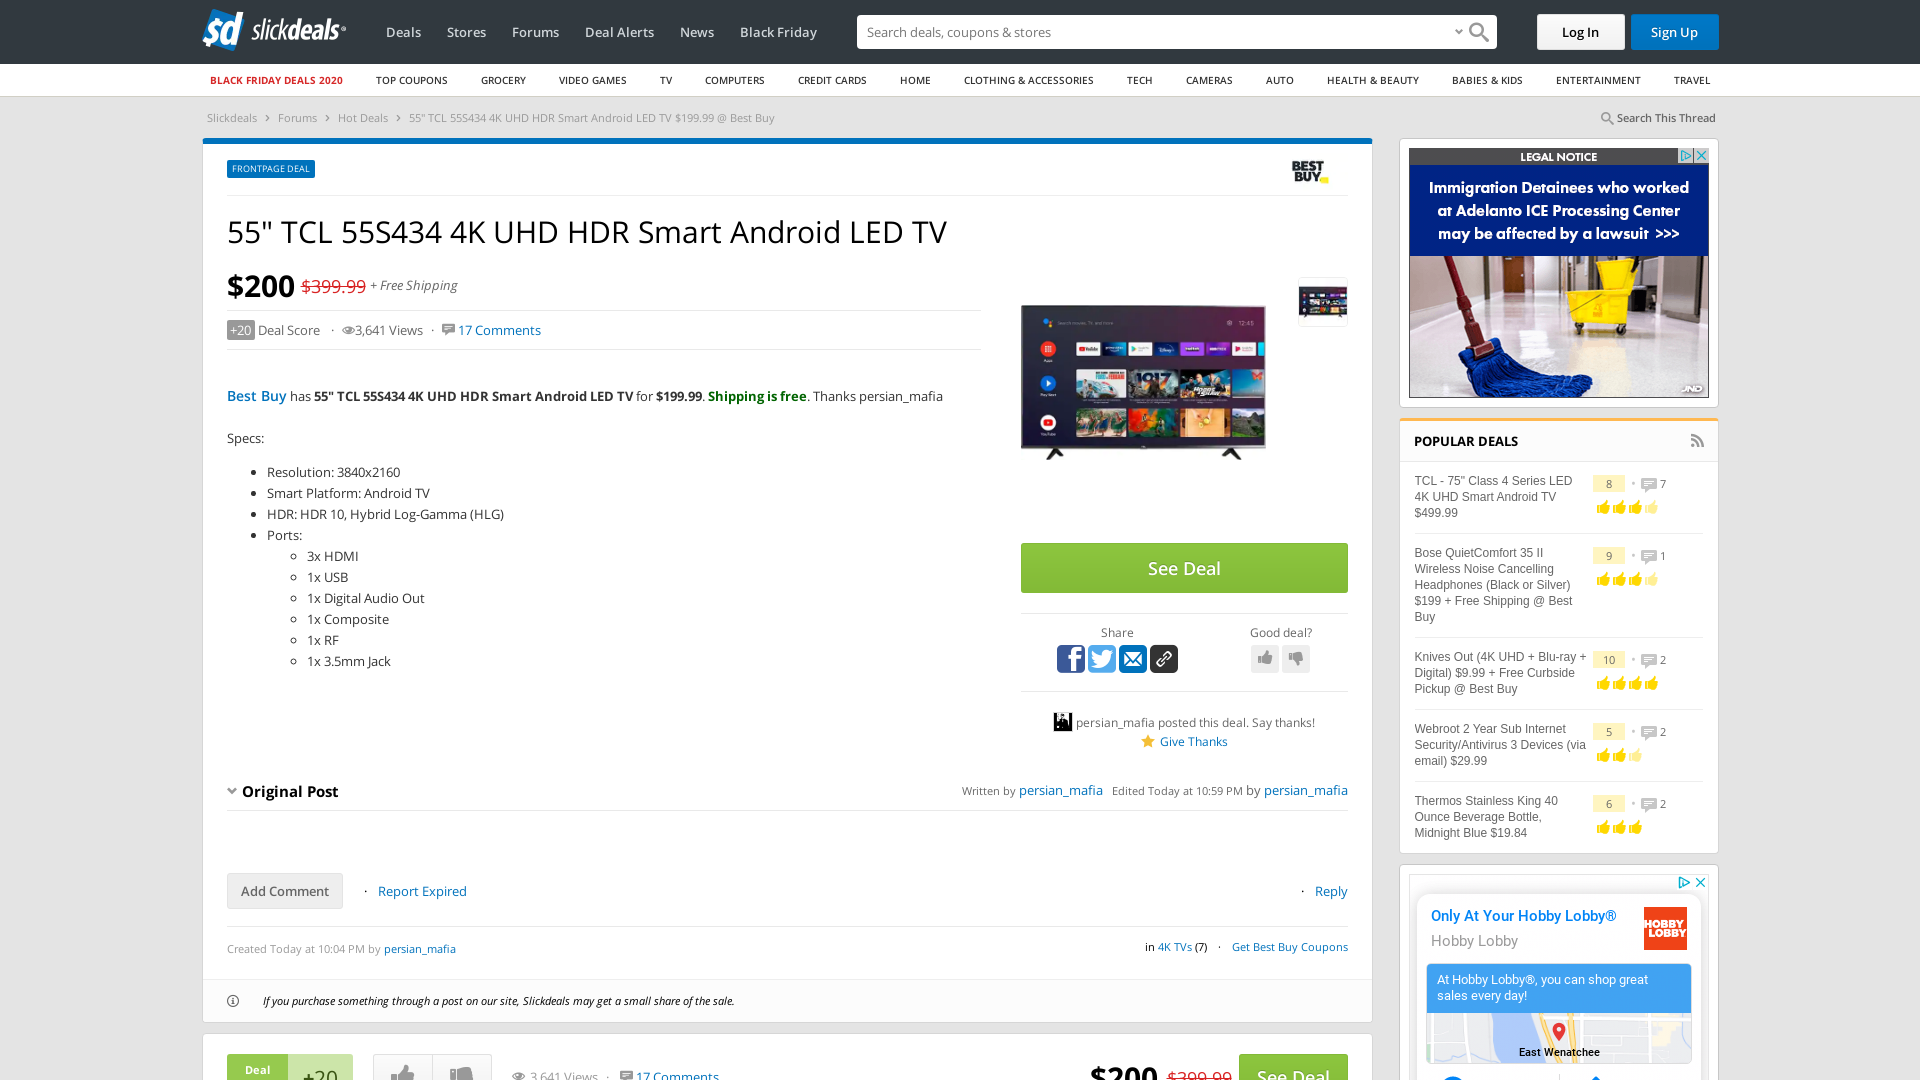 slickdeals
Deals
Stores
Forums
Deal Alerts
News
Black Friday
Search deals, coupons & shops
Log In
Sign Up
BLACK FRIDAY DEALS 2020
TOP COUPONS
GROCERY
VIDEO GAMES
TV
COMPUTERS
CREDIT CARDS
HOME
CLOTHING & ACCESSORIES
TECH
CAMERAS
AUTO
HEALTH & BEAUTY
BABIES & KIDS
ENTERTAINMENT
TRAVEL
Slickdeals › Forums › Hot Deals › 55" TCL 55S434 4K UHD HDR Smart Android LED TV $199.99 @ Best Buy
Search This Thread
FRONTPAGE DEAL
BEST BUY
55" TCL 55S434 4K UHD HDR Smart Android LED TV
$200 $399.99 + Free Shipping
+20 Deal Score · 3,641 Views · 17 Comments
Best Buy has 55" TCL 55S434 4K UHD HDR Smart Android LED TV for $199.99. Shipping is free. Thanks persian_mafia
Specs:
• Resolution: 3840x2160
• Smart Platform: Android TV
• HDR: HDR 10, Hybrid Log-Gamma (HLG)
• Ports:
3x HDMI
1x USB
1x Digital Audio Out
1x Composite
1x RF
1x 3.5mm Jack
See Deal
Share
Good deal?
persian_mafia posted this deal. Say thanks!
Give Thanks
Original Post
Written by persian_mafia Edited Today at 10:59 PM by persian_mafia
Add Comment · Report Expired
· Reply
Created Today at 10:04 PM by persian_mafia
in 4K TVs (7) · Get Best Buy Coupons
If you purchase something through a post on our site, Slickdeals may get a small share of the sale.
Deal
+20
3,641 Views · 17 Comments
$200 $399.99
See Deal
LEGAL NOTICE
Immigration Detainees who worked
at Adelanto ICE Processing Center
may be affected by a lawsuit >>>
JND
POPULAR DEALS
TCL - 75" Class 4 Series LED
4K UHD Smart Android TV
$499.99
8 · 7
Bose QuietComfort 35 II
Wireless Noise Cancelling
Headphones (Black or Silver)
$199 + Free Shipping @ Best
Buy
9 · 1
Knives Out (4K UHD + Blu-ray +
Digital) $9.99 + Free Curbside
Pickup @ Best Buy
10 · 2
Webroot 2 Year Sub Internet
Security/Antivirus 3 Devices (via
email) $29.99
5 · 2
Thermos Stainless King 40
Ounce Beverage Bottle,
Midnight Blue $19.84
6 · 2
Only At Your Hobby Lobby®
Hobby Lobby
HOBBY LOBBY
At Hobby Lobby®, you can shop great
sales every day!
East Wenatchee